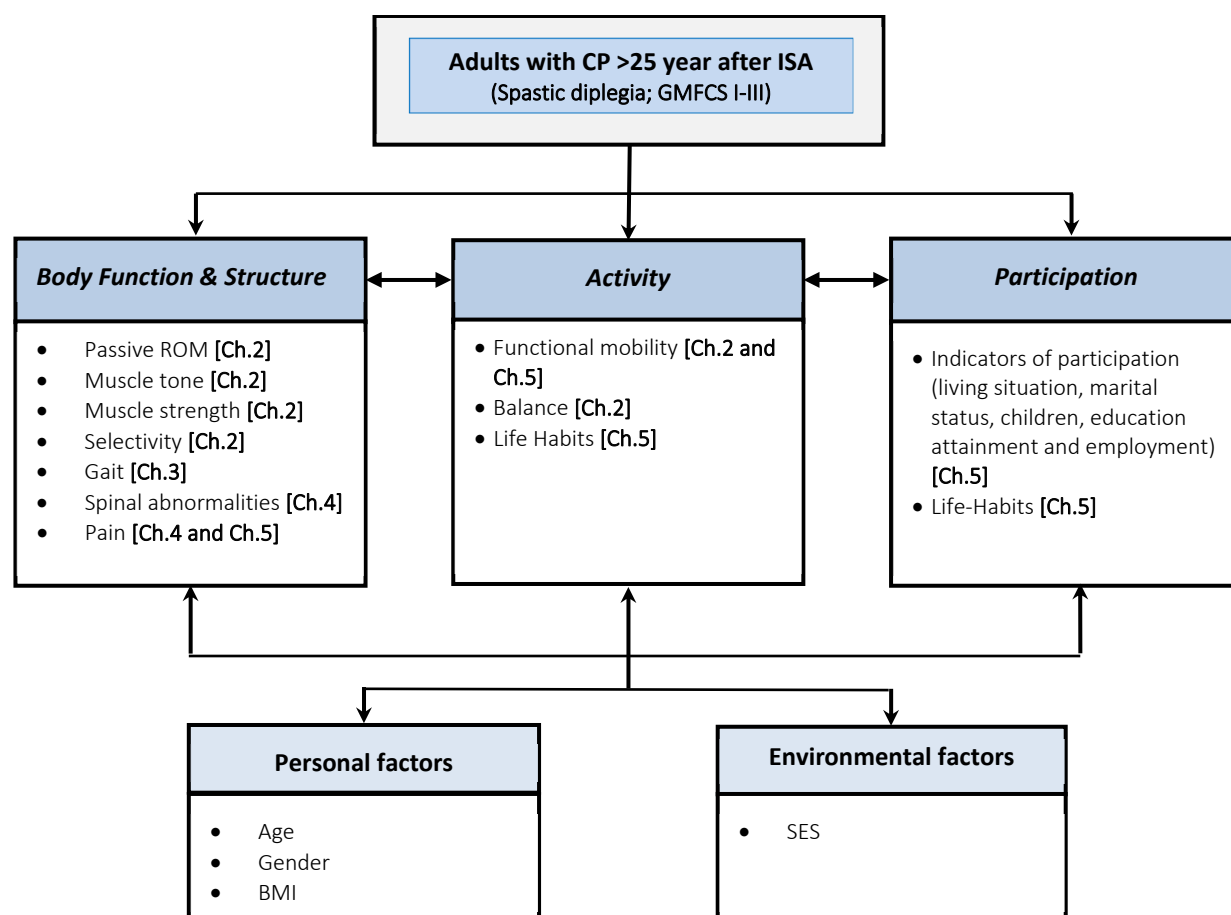 Adults with CP >25 year after ISA
(Spastic diplegia; GMFCS I-III)
Body Function & Structure
• Passive ROM [Ch.2]
• Muscle tone [Ch.2]
• Muscle strength [Ch.2]
• Selectivity [Ch.2]
• Gait [Ch.3]
• Spinal abnormalities [Ch.4]
• Pain [Ch.4 and Ch.5]
Activity
• Functional mobility [Ch.2 and
Ch.5]
• Balance [Ch.2]
• Life Habits [Ch.5]
Participation
• Indicators of participation
(living situation, marital
status, children, education
attainment and employment)
[Ch.5]
• Life-Habits [Ch.5]
Personal factors
• Age
• Gender
• BMI
Environmental factors
• SES